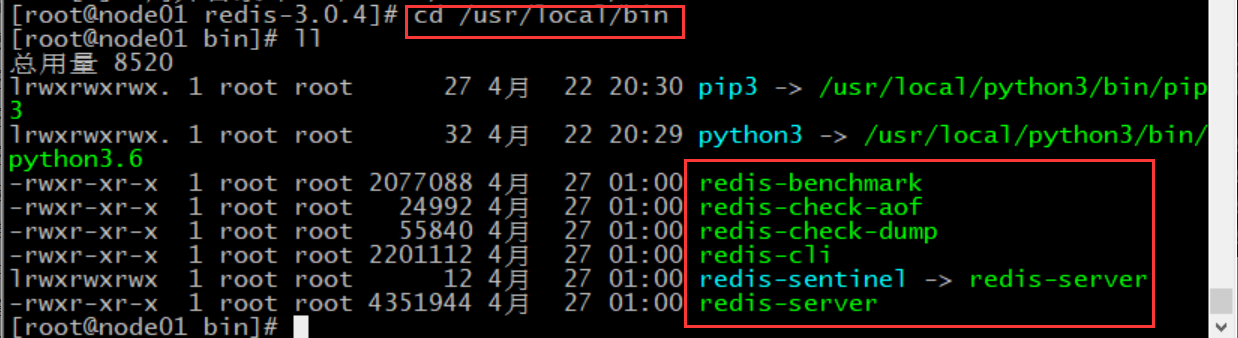 [root@node01 redis-3.0.4]# cd /usr/local/bin
[root@node01 bin]# ll
总用量 8520
lrwxrwxrwx. 1 root root      27 4月  22 20:30 pip3 -> /usr/local/python3/bin/pip
3
lrwxrwxrwx. 1 root root      32 4月  22 20:29 python3 -> /usr/local/python3/bin/
python3.6
-rwxr-xr-x  1 root root 2077088 4月  27 01:00 redis-benchmark
-rwxr-xr-x  1 root root   24992 4月  27 01:00 redis-check-aof
-rwxr-xr-x  1 root root   55840 4月  27 01:00 redis-check-dump
-rwxr-xr-x  1 root root 2201112 4月  27 01:00 redis-cli
lrwxrwxrwx  1 root root      12 4月  27 01:00 redis-sentinel -> redis-server
-rwxr-xr-x  1 root root 4351944 4月  27 01:00 redis-server
[root@node01 bin]#